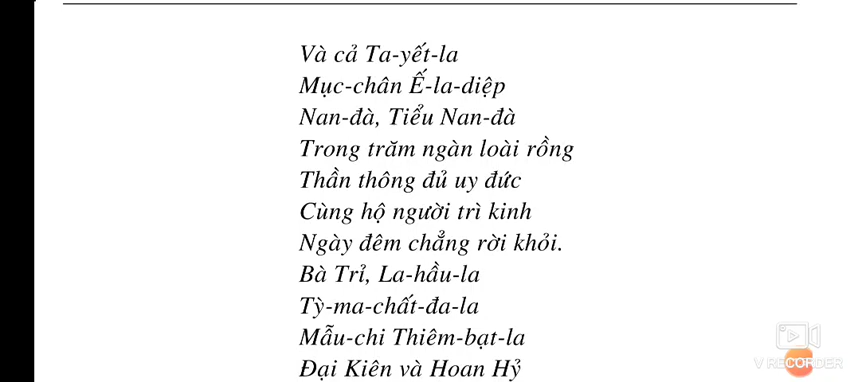 Và cả Ta-yết-la
Mục-chân Ế-la-diệp
Nan-đà, Tiểu Nan-đà
Trong trăm ngàn loài rồng
Thần thông đủ uy đức
Cùng hộ người trì kinh
Ngày đêm chẳng rời khỏi.
Bà Trỉ, La-hầu-la
Tỳ-ma-chất-đa-la
Mẫu-chi Thiêm-bạt-la
Đại Kiên và Hoan Hỷ
V RECORDER